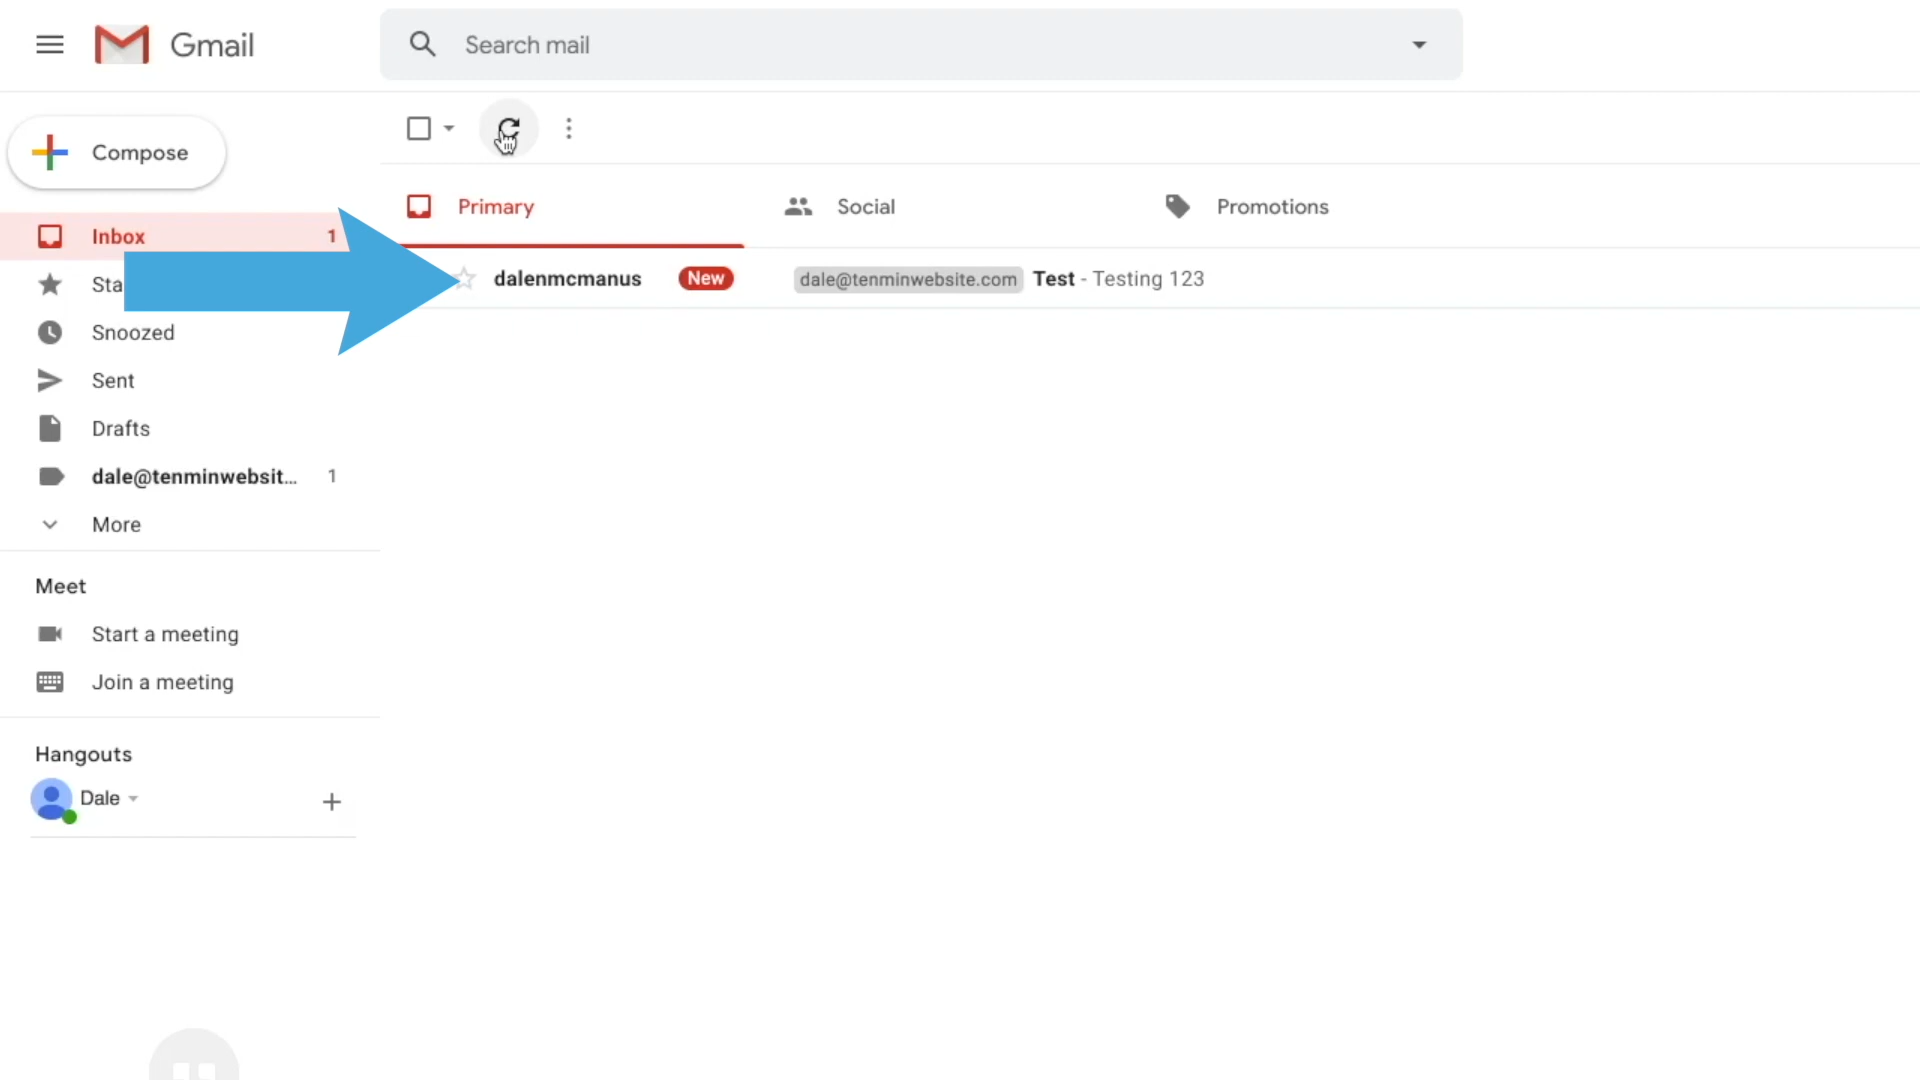 Gmail
Search mail
Compose
Primary
Social
Promotions
Inbox 1
Sta
dalenmcmanus New dale@tenminwebsite.com Test - Testing 123
Snoozed
Sent
Drafts
dale@tenminwebsit... 1
More
Meet
Start a meeting
Join a meeting
Hangouts
Dale